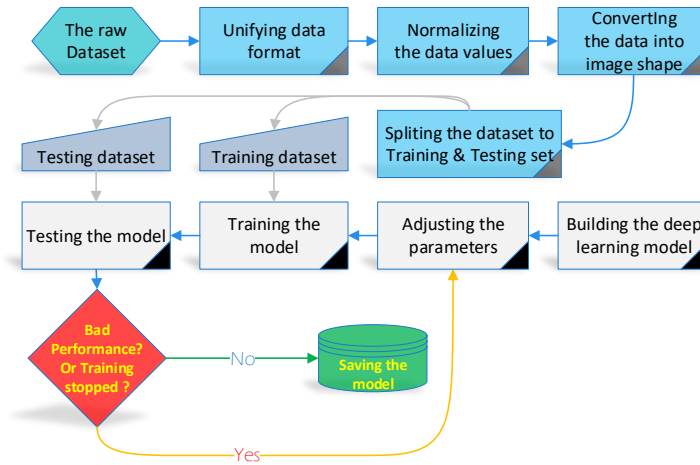 The raw
Dataset
Unifying data
format
Normalizing
the data values
Converting
the data into
image shape
Testing dataset
Training dataset
Spliting the dataset to
Training & Testing set
Testing the model
Training the
model
Adjusting the
parameters
Building the deep
learning model
Bad
Performance?
Or Training
stopped ?
No
Saving the
model
Yes